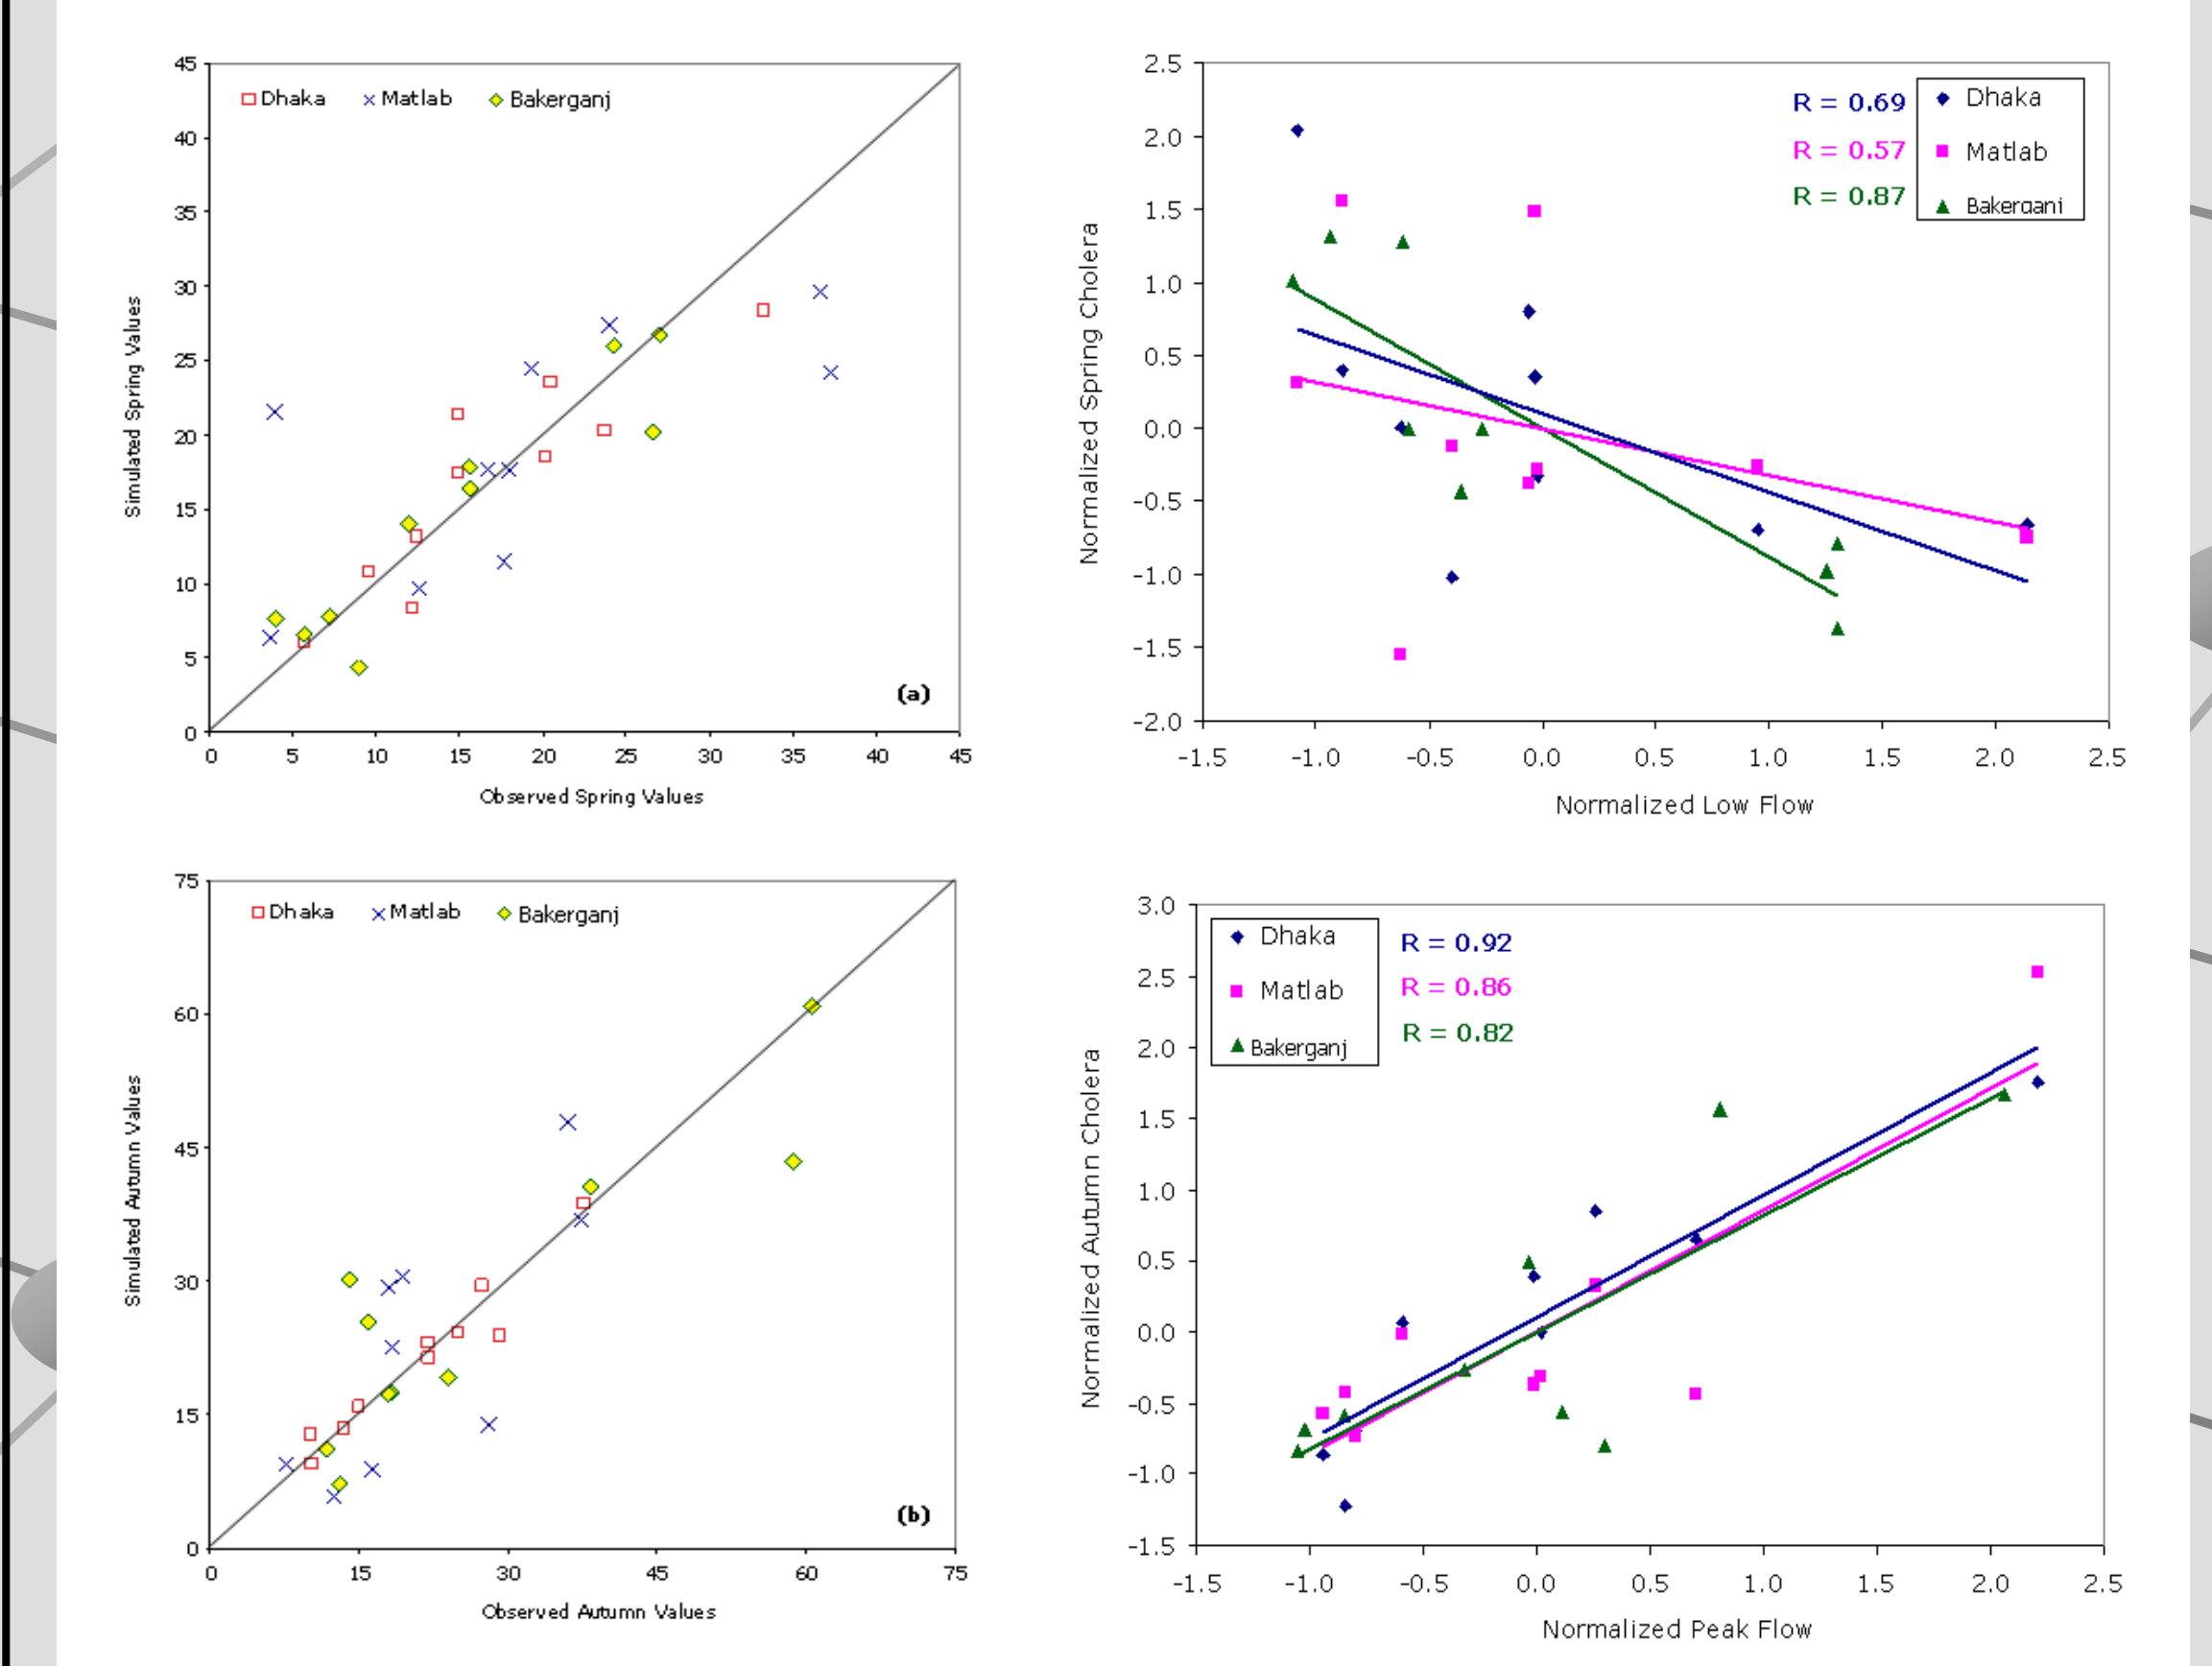 45
40
35
30
25
20
15
10
5
0
Dhaka Matlab Bakerganj
Simulated Spring Values
(a)
0 5 10 15 20 25 30 35 40 45
Observed Spring Values
2.5
2.0
1.5
1.0
0.5
0.0
-0.5
-1.0
-1.5
-2.0
Normalized Spring Cholera
R = 0.69 Dhaka
R = 0.57 Matlab
R = 0.87 Bakerganj
-1.5 -1.0 -0.5 0.0 0.5 1.0 1.5 2.0 2.5
Normalized Low Flow
75
60
45
30
15
0
Dhaka Matlab Bakerganj
Simulated Autumn Values
(b)
0 15 30 45 60 75
Observed Autumn Values
3.0
2.5
2.0
1.5
1.0
0.5
0.0
-0.5
-1.0
-1.5
Normalized Autumn Cholera
Dhaka R = 0.92
Matlab R = 0.86
Bakerganj R = 0.82
-1.5 -1.0 -0.5 0.0 0.5 1.0 1.5 2.0 2.5
Normalized Peak Flow